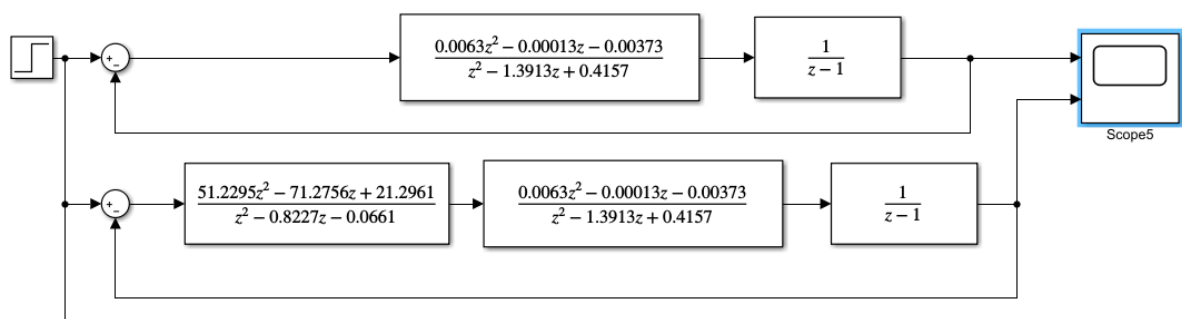 +
−
0.0063z² − 0.00013z − 0.00373
z² − 1.3913z + 0.4157
1
z − 1
Scope5
+
−
51.2295z² − 71.2756z + 21.2961
z² − 0.8227z − 0.0661
0.0063z² − 0.00013z − 0.00373
z² − 1.3913z + 0.4157
1
z − 1